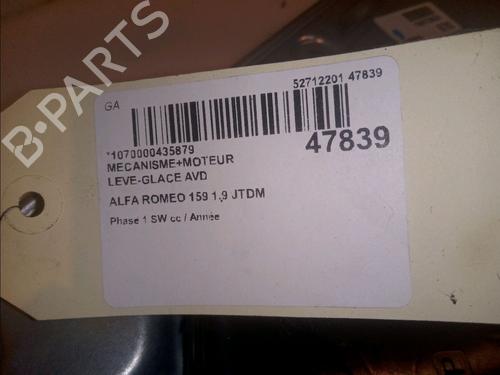 B-PARTS
GA
52712201 47839
*1070000435879
47839
MECANISME+MOTEUR
LEVE-GLACE AVD
ALFA ROMEO 159 1,9 JTDM
Phase 1 SW cc / Année